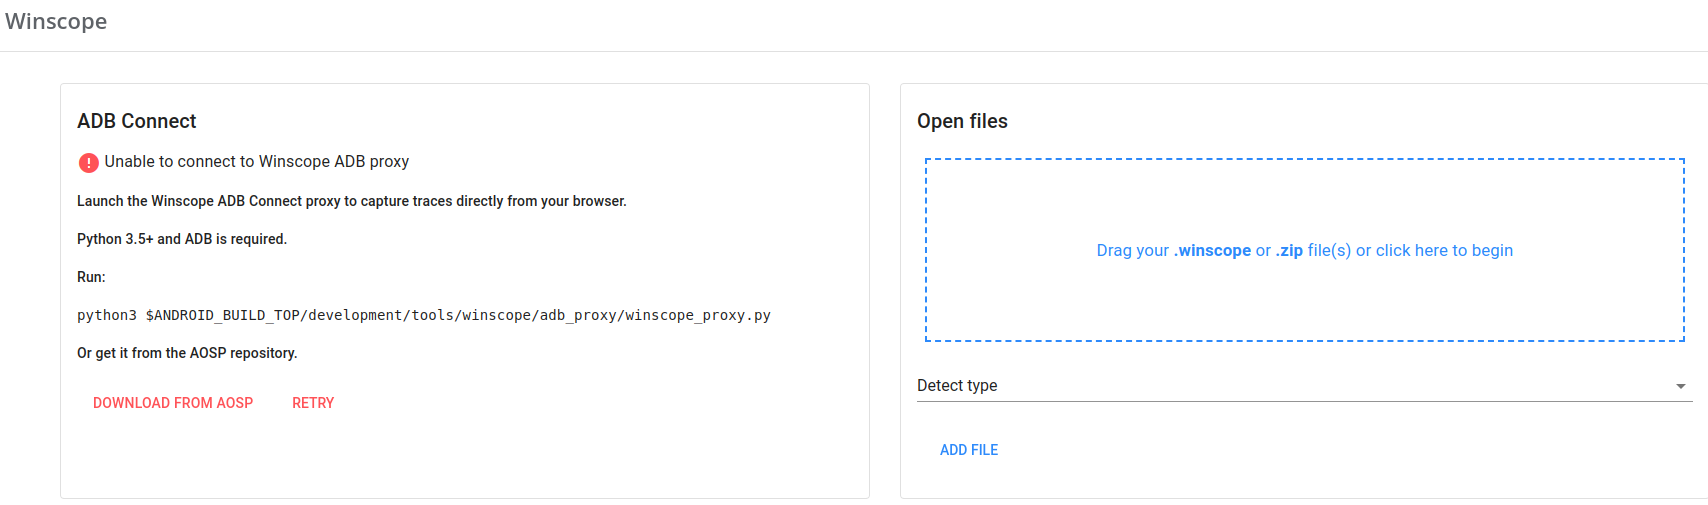 Winscope
ADB Connect
Unable to connect to Winscope ADB proxy
Launch the Winscope ADB Connect proxy to capture traces directly from your browser.
Python 3.5+ and ADB is required.
Run:
python3 $ANDROID_BUILD_TOP/development/tools/winscope/adb_proxy/winscope_proxy.py
Or get it from the AOSP repository.
DOWNLOAD FROM AOSP RETRY
Open files
Drag your .winscope or .zip file(s) or click here to begin
Detect type
ADD FILE